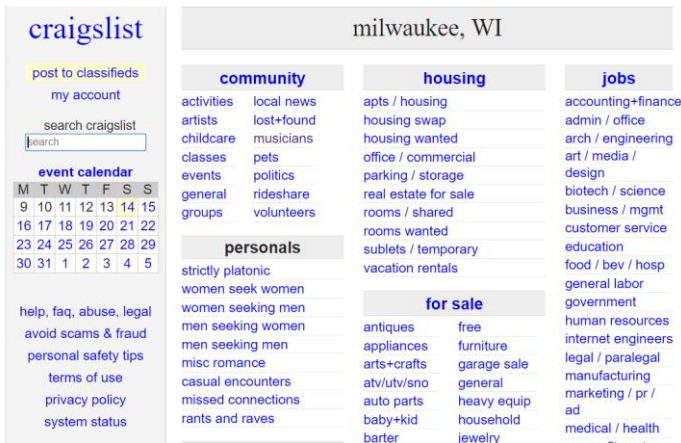 craigslist
post to classifieds
my account
search craigslist
search
event calendar
M T W T F S S
9 10 11 12 13 14 15
16 17 18 19 20 21 22
23 24 25 26 27 28 29
30 31 1 2 3 4 5
help, faq, abuse, legal
avoid scams & fraud
personal safety tips
terms of use
privacy policy
system status
milwaukee, WI
community
activities local news
artists lost+found
childcare musicians
classes pets
events politics
general rideshare
groups volunteers
personals
strictly platonic
women seek women
women seeking men
men seeking women
men seeking men
misc romance
casual encounters
missed connections
rants and raves
housing
apts / housing
housing swap
housing wanted
office / commercial
parking / storage
real estate for sale
rooms / shared
rooms wanted
sublets / temporary
vacation rentals
for sale
antiques free
appliances furniture
arts+crafts garage sale
atv/utv/sno general
auto parts heavy equip
baby+kid household
barter jewelry
jobs
accounting+finance
admin / office
arch / engineering
art / media /
design
biotech / science
business / mgmt
customer service
education
food / bev / hosp
general labor
government
human resources
internet engineers
legal / paralegal
manufacturing
marketing / pr /
ad
medical / health